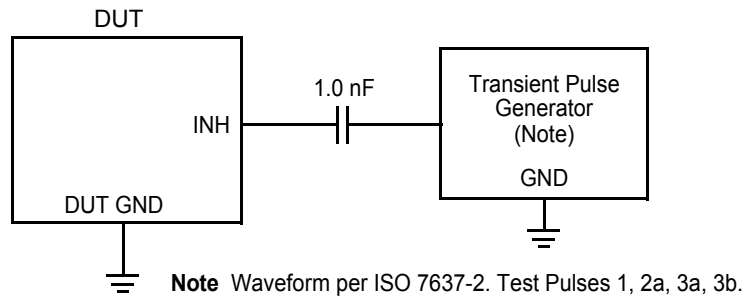 DUT
INH
DUT GND
1.0 nF
Transient Pulse
Generator
(Note)
GND
Note Waveform per ISO 7637-2. Test Pulses 1, 2a, 3a, 3b.